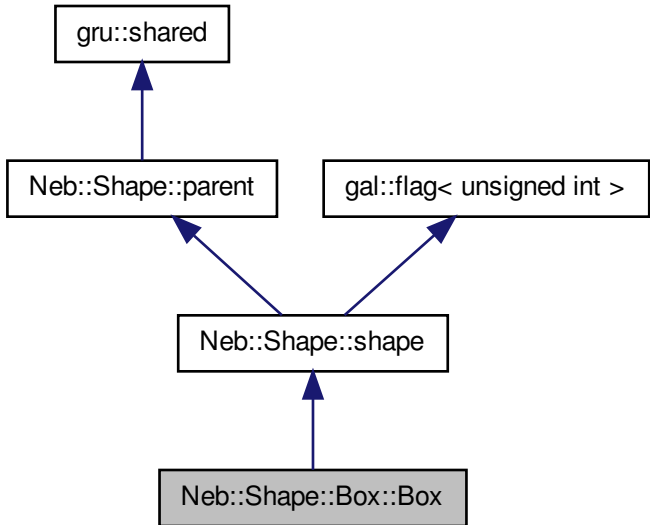 gru::shared
Neb::Shape::parent
gal::flag< unsigned int >
Neb::Shape::shape
Neb::Shape::Box::Box